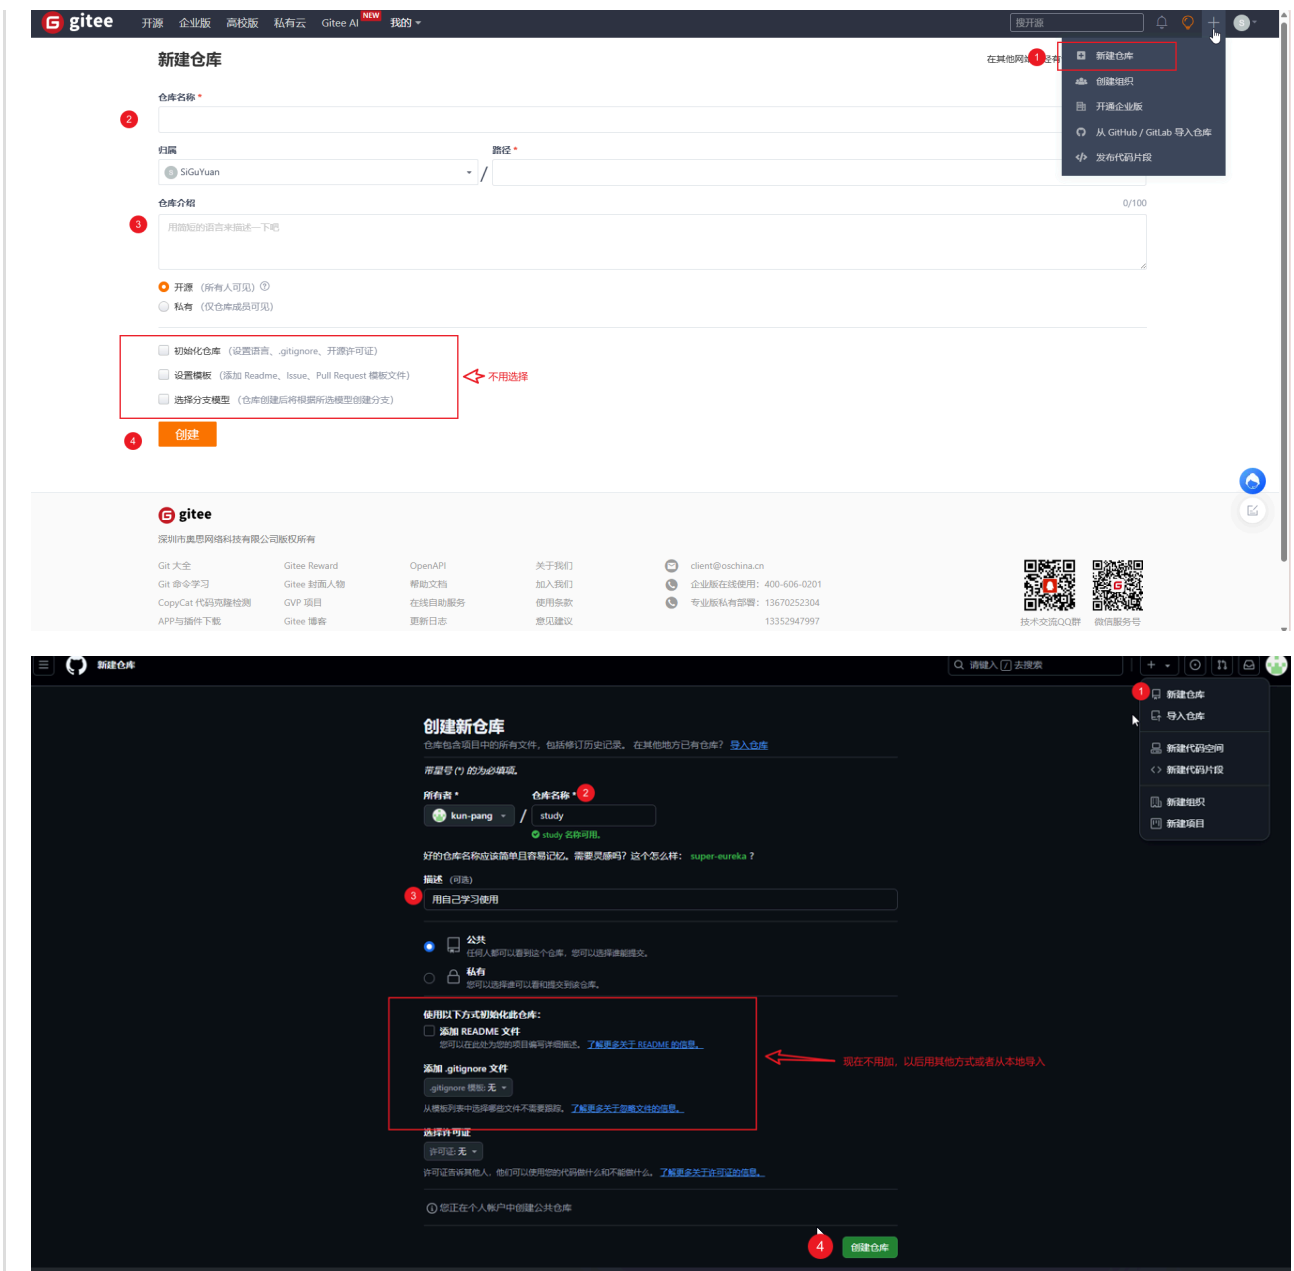 gitee 开源 企业版 高校版 私有云 Gitee AI NEW 我的 搜开源
新建仓库
在其他网站
1 新建仓库
创建组织
开通企业版
从 GitHub / GitLab 导入仓库
发布代码片段
仓库名称 *
2
归属 路径 *
S SiGuYuan /
仓库介绍 0/100
3 用简短的语言来描述一下吧
开源 (所有人可见) ?
私有 (仅仓库成员可见)
初始化仓库 (设置语言、.gitignore、开源许可证)
设置模板 (添加 Readme、Issue、Pull Request 模板文件) 不用选择
选择分支模型 (仓库创建后将根据所选模型创建分支)
4 创建
gitee
深圳市奥思网络科技有限公司版权所有
Git 大全 Gitee Reward OpenAPI 关于我们 client@oschina.cn
Git 命令学习 Gitee 封面人物 帮助文档 加入我们 企业版在线使用：400-606-0201
CopyCat 代码克隆检测 GVP 项目 在线自助服务 使用条款 专业版私有部署：13670252304
APP与插件下载 Gitee 博客 更新日志 意见建议 13352947997 技术交流QQ群 微信服务号
新建仓库 请键入 / 去搜索
1 新建仓库
导入仓库
新建代码空间
新建代码片段
新建组织
新建项目
创建新仓库
仓库包含项目中的所有文件，包括修订历史记录。 在其他地方已有仓库？ 导入仓库
带星号 (*) 的为必填项。
所有者 * 仓库名称 * 2
kun-pang / study
study 名称可用。
好的仓库名称应该简单且容易记忆。需要灵感吗？这个怎么样： super-eureka ?
描述 (可选)
3 用自己学习使用
公共
任何人都可以看到这个仓库，您可以选择谁能提交。
私有
您可以选择谁可以看和提交到该仓库。
使用以下方式初始化此仓库：
添加 README 文件
您可以在此处为您的项目编写详细描述。 了解更多关于 README 的信息。
现在不用加，以后用其他方式或者从本地导入
添加 .gitignore 文件
.gitignore 模板: 无
从模板列表中选择哪些文件不需要跟踪。 了解更多关于忽略文件的信息。
选择许可证
许可证: 无
许可证告诉其他人，他们可以使用您的代码做什么和不能做什么。 了解更多关于许可证的信息。
您正在个人帐户中创建公共仓库
4 创建仓库